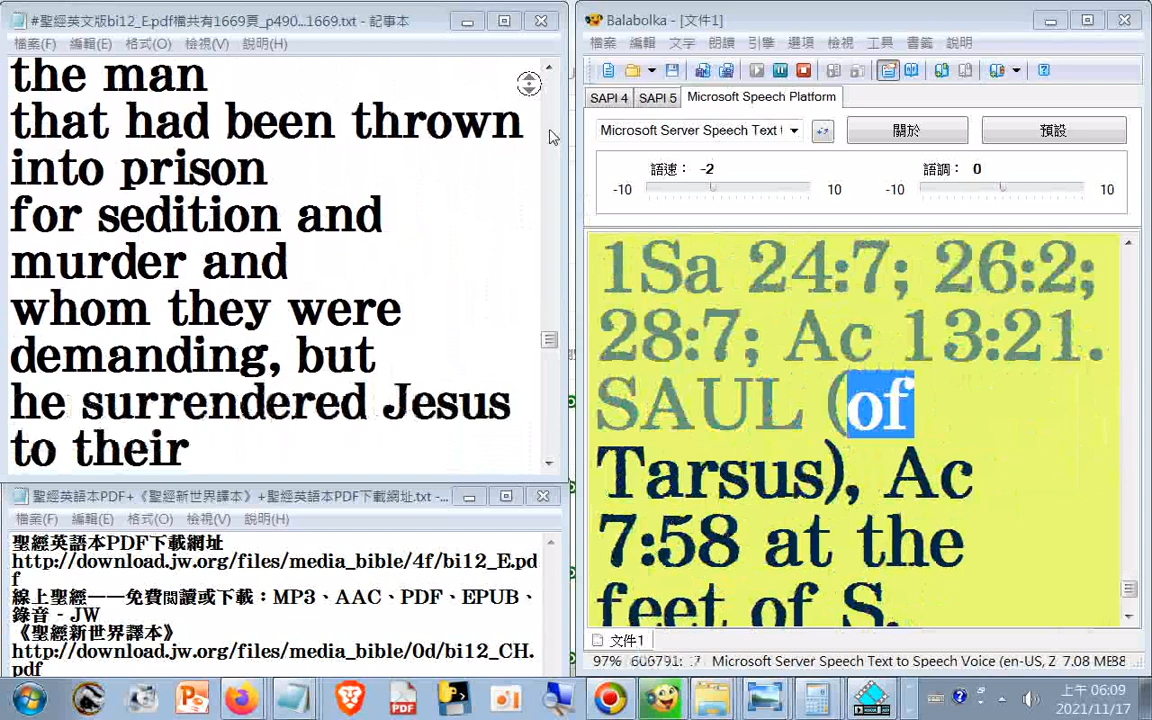 #聖經英文版bi12_E.pdf檔共有1669頁_p490...1669.txt - 記事本
檔案(F) 編輯(E) 格式(O) 檢視(V) 說明(H)
the man
that had been thrown
into prison
for sedition and
murder and
whom they were
demanding, but
he surrendered Jesus
to their
聖經英語本PDF+《聖經新世界譯本》+聖經英語本PDF下載網址.txt - ...
檔案(F) 編輯(E) 格式(O) 檢視(V) 說明(H)
聖經英語本PDF下載網址
http://download.jw.org/files/media_bible/4f/bi12_E.pd
f
線上聖經——免費閱讀或下載：MP3、AAC、PDF、EPUB、
錄音 - JW
《聖經新世界譯本》
http://download.jw.org/files/media_bible/0d/bi12_CH.
pdf
Balabolka - [文件1]
檔案 編輯 文字 朗讀 引擎 選項 檢視 工具 書籤 說明
SAPI 4 SAPI 5 Microsoft Speech Platform
Microsoft Server Speech Text 關於 預設
語速： -2 語調： 0
-10 10 -10 10
1Sa 24:7; 26:2;
28:7; Ac 13:21.
SAUL (of
Tarsus), Ac
7:58 at the
feet of S.
文件1
97% Microsoft Server Speech Text to Speech Voice (en-US, Z 7.08 MB
上午 06:09
2021/11/17